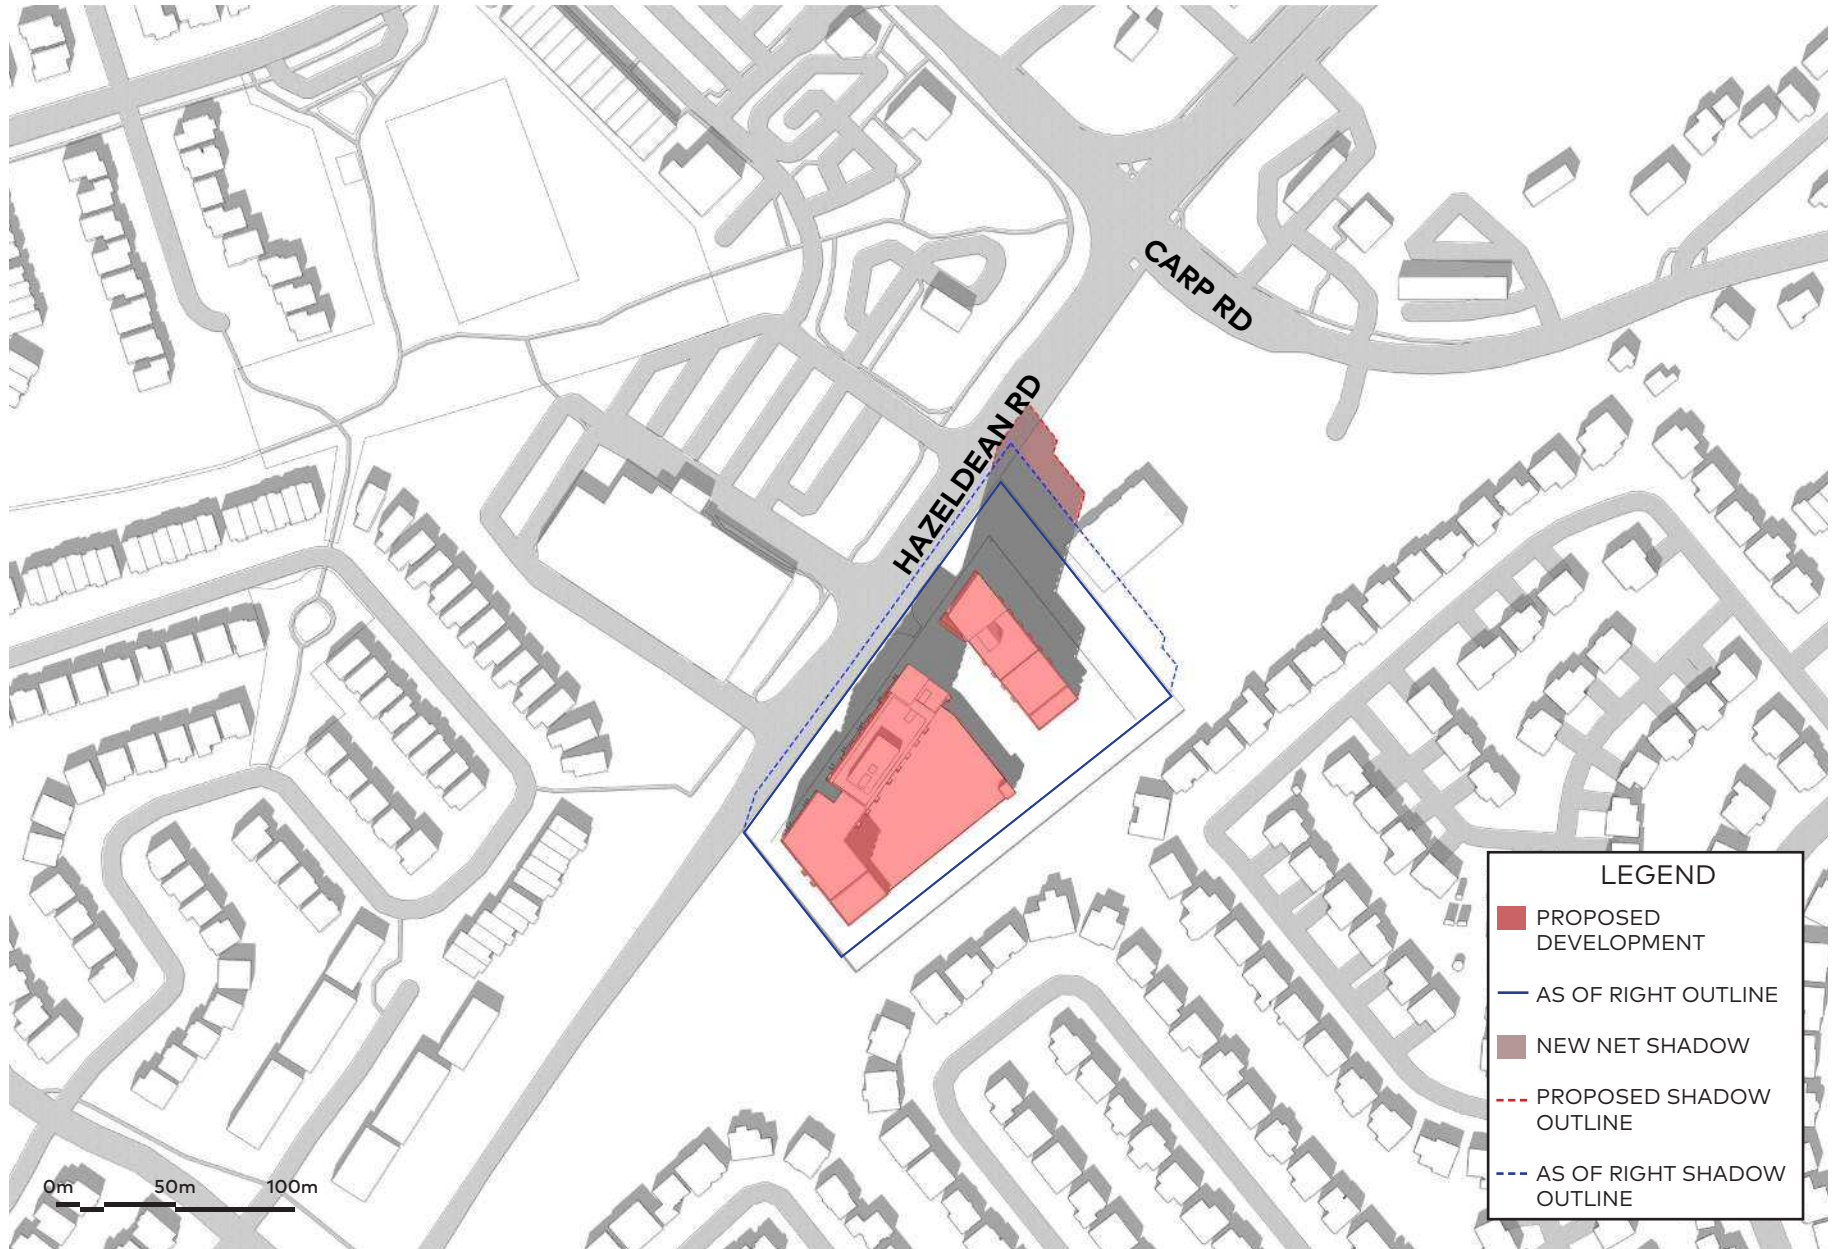 CARP RD
HAZELDEAN RD
LEGEND
PROPOSED
DEVELOPMENT
AS OF RIGHT OUTLINE
NEW NET SHADOW
PROPOSED SHADOW
OUTLINE
AS OF RIGHT SHADOW
OUTLINE
0m 50m 100m